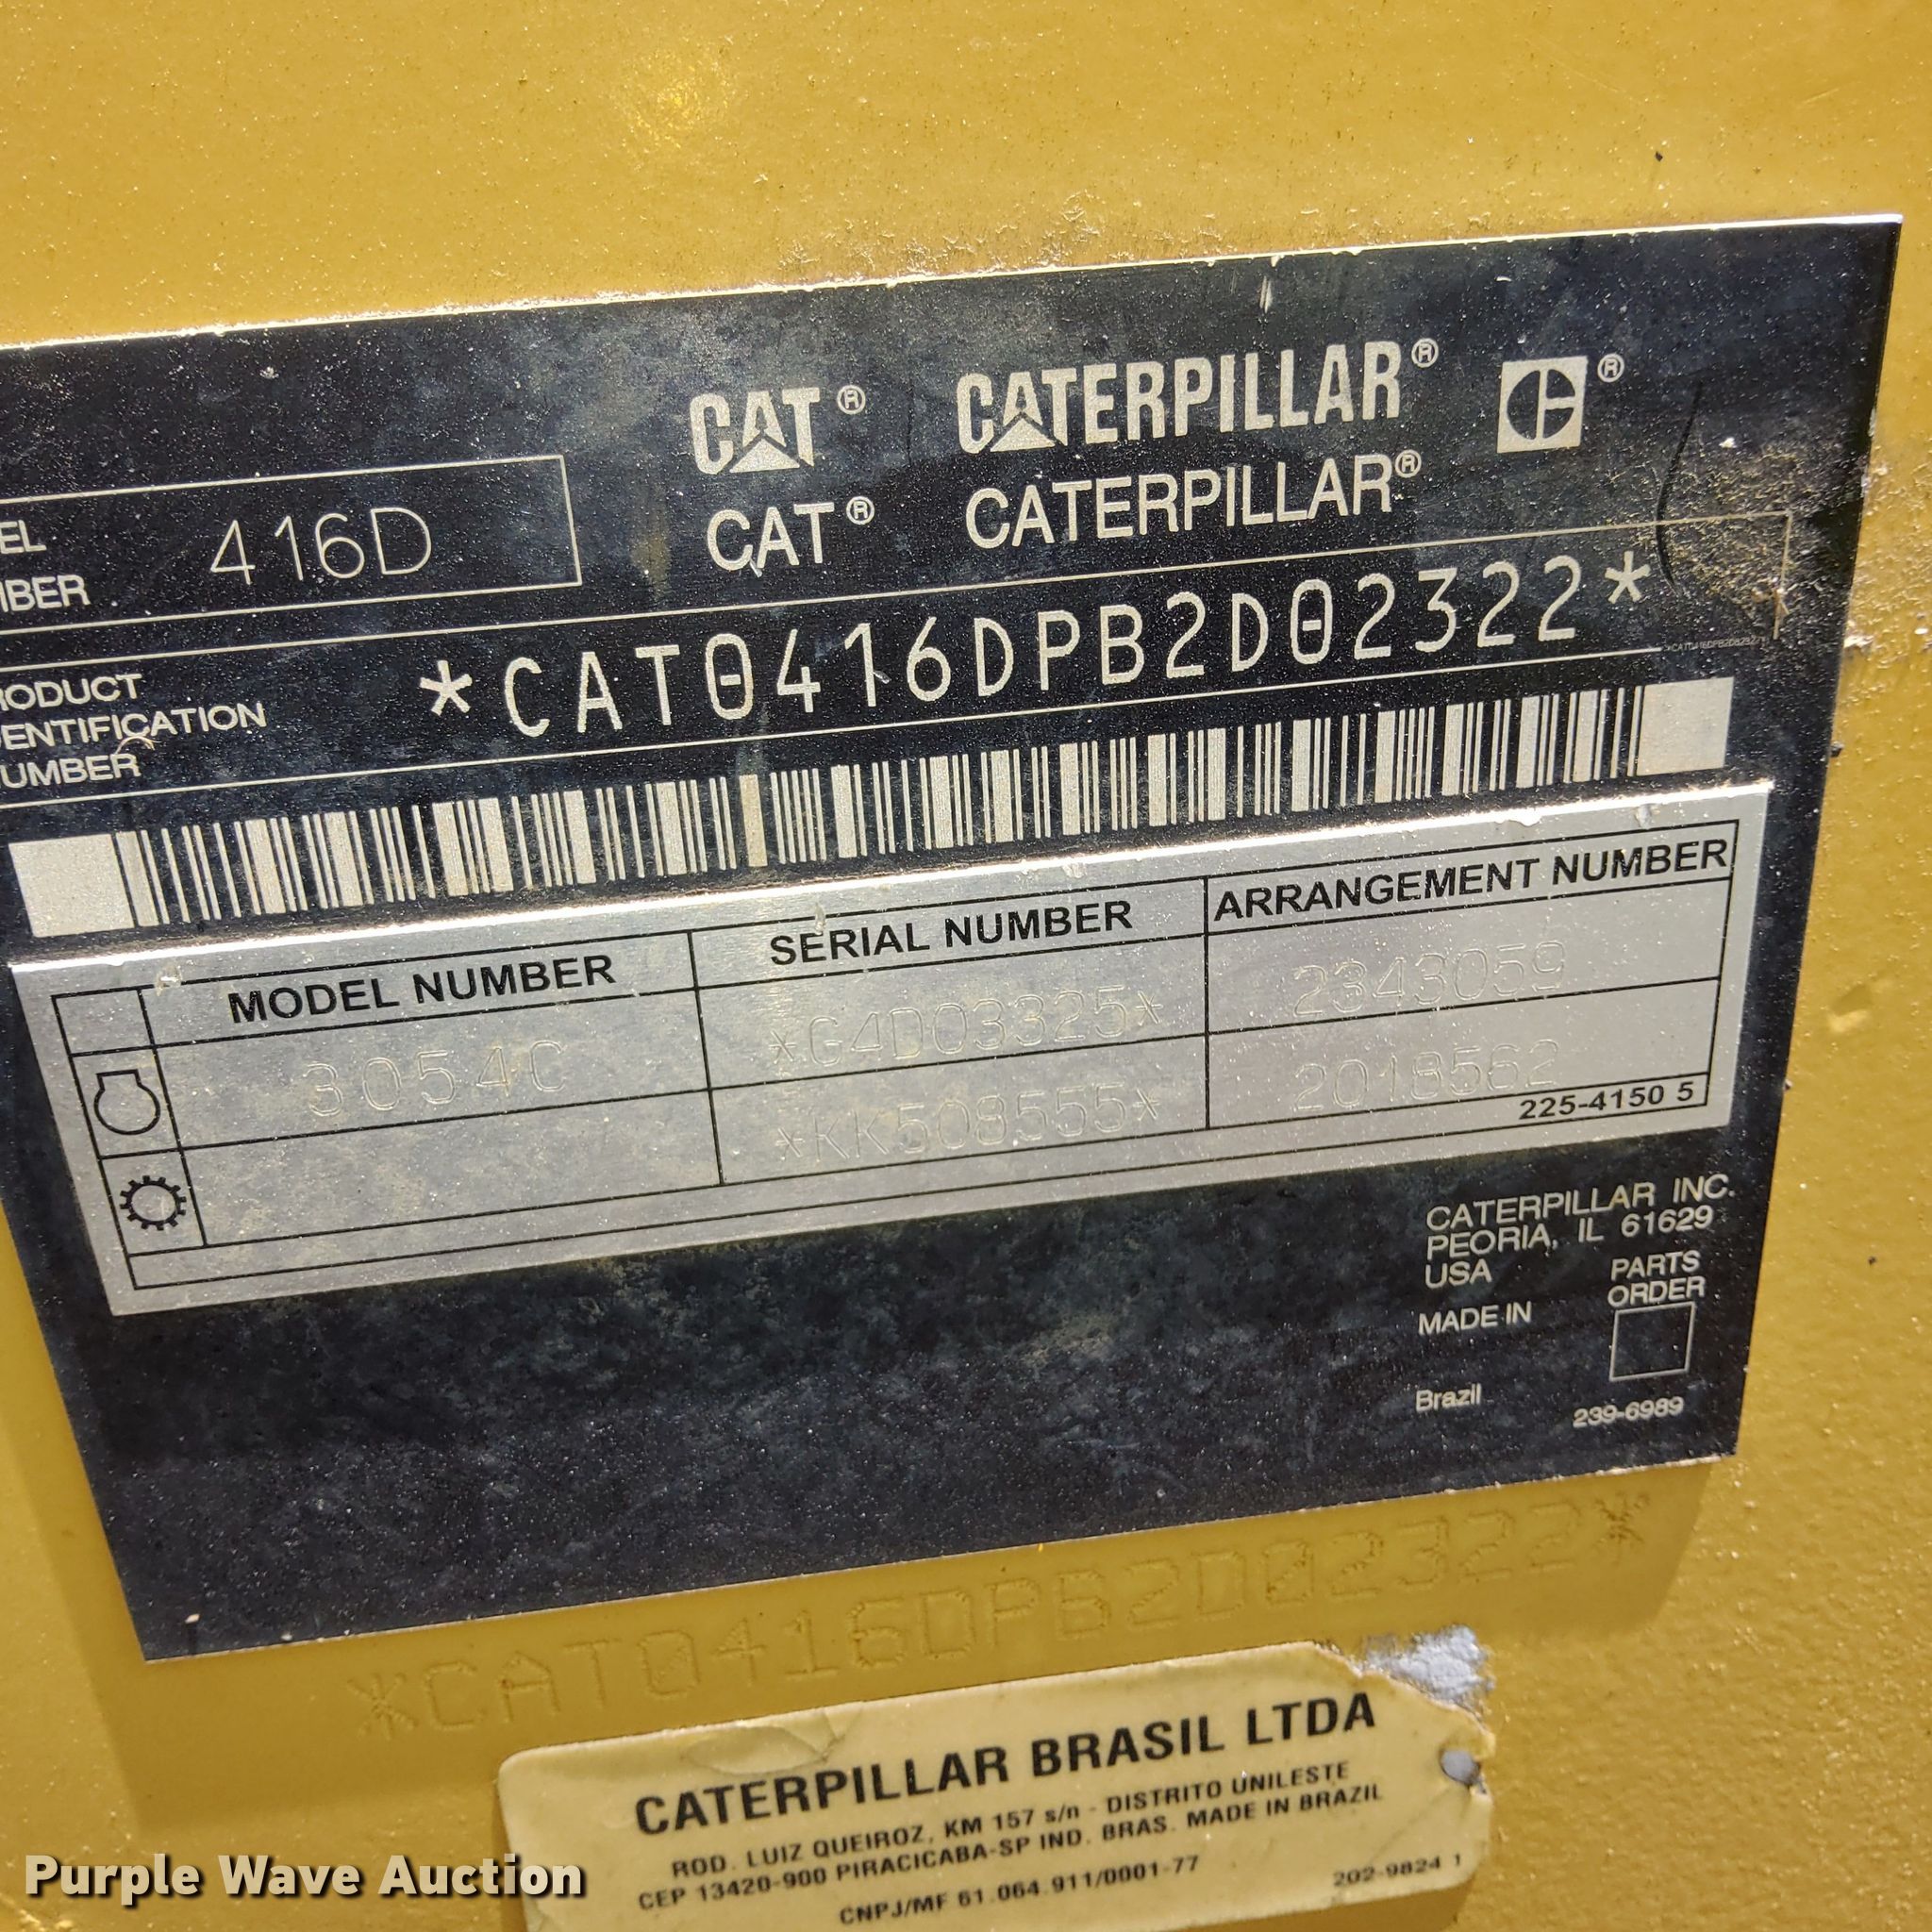 CAT® CATERPILLAR® ®
CAT® CATERPILLAR®
EL
BER
416D
RODUCT
ENTIFICATION
UMBER
*CAT0416DPB2D02322*
MODEL NUMBER SERIAL NUMBER ARRANGEMENT NUMBER
3054C *G4D03325* 2343059
*KK508555* 2018562
225-4150 5
CATERPILLAR INC.
PEORIA, IL 61629
USA
PARTS
ORDER
MADE IN
Brazil
239-6989
*CAT0416DPB2D02322*
CATERPILLAR BRASIL LTDA
ROD. LUIZ QUEIROZ, KM 157 s/n - DISTRITO UNILESTE
CEP 13420-900 PIRACICABA-SP IND. BRAS. MADE IN BRAZIL
CNPJ/MF 61.064.911/0001-77
202-9824 1
Purple Wave Auction